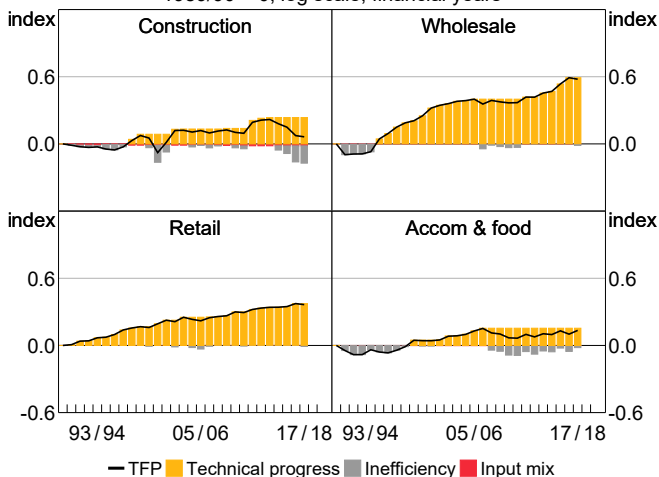 index Construction Wholesale index
0.6 0.6
0.0 0.0
index Retail Accom & food index
0.6 0.6
0.0 0.0
-0.6 -0.6
93/94 05/06 17/18 93/94 05/06 17/18
TFP Technical progress Inefficiency Input mix